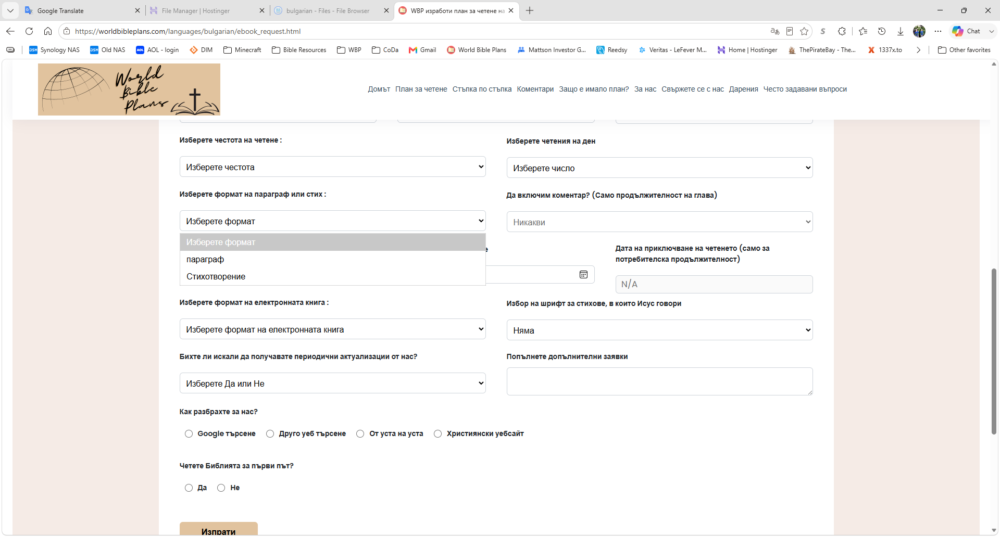 Google Translate
File Manager | Hostinger
bulgarian - Files - File Browser
WBP изработи план за четене на
https://worldbibleplans.com/languages/bulgarian/ebook_request.html
Chat
Synology NAS
Old NAS
AOL - login
DIM
Minecraft
Bible Resources
WBP
CoDa
Gmail
World Bible Plans
Mattson Investor G...
Reedsy
Veritas - LeFever M...
Home | Hostinger
ThePirateBay - The...
1337x.to
Other favorites
World
Bible
Plans
Домът План за четене Стъпка по стъпка Коментари Защо е имало план? За нас Свържете се с нас Дарения Често задавани въпроси
Изберете честота на четене :
Изберете четения на ден
Изберете честота
Изберете число
Изберете формат на параграф или стих :
Да включим коментар? (Само продължителност на глава)
Изберете формат
Никакви
Изберете формат
параграф
Стихотворение
Дата на приключване на четенето (само за
потребителска продължителност)
N/A
Изберете формат на електронната книга :
Избор на шрифт за стихове, в които Исус говори
Изберете формат на електронната книга
Няма
Бихте ли искали да получавате периодични актуализации от нас?
Попълнете допълнителни заявки
Изберете Да или Не
Как разбрахте за нас?
Google търсене
Друго уеб търсене
От уста на уста
Християнски уебсайт
Четете Библията за първи път?
Да
Не
Изпрати